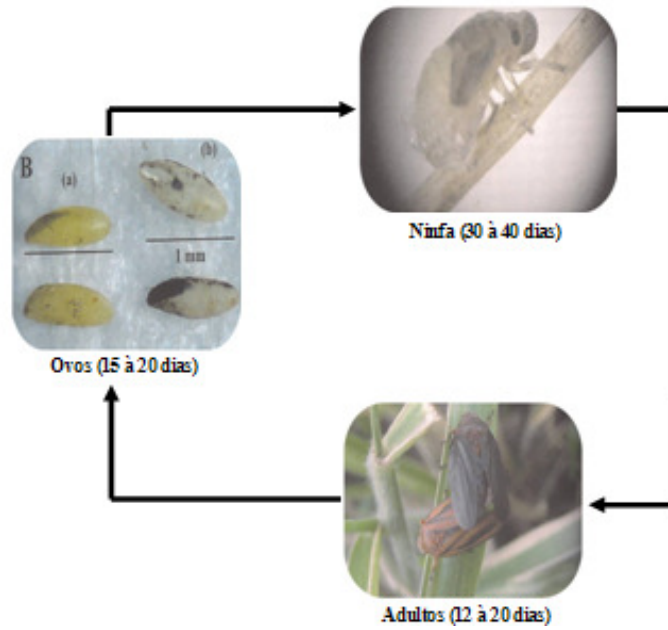 Ninfa (30 à 40 dias)
B
(a)
(b)
1 mm
Ovos (15 à 20 dias)
Adultos (12 à 20 dias)